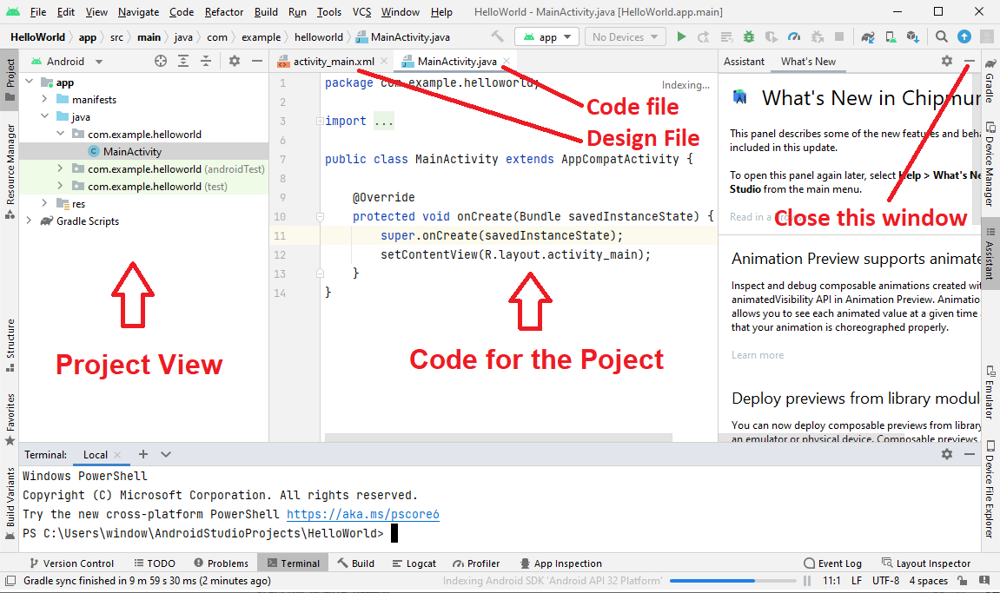 File Edit View Navigate Code Refactor Build Run Tools VCS Window Help HelloWorld - MainActivity.java [HelloWorld.app.main]
HelloWorld app src main java com example helloworld MainActivity.java app No Devices
Android
activity_main.xml MainActivity.java
Assistant What's New
Project
Resource Manager
Structure
Favorites
Build Variants
app
manifests
java
com.example.helloworld
MainActivity
com.example.helloworld (androidTest)
com.example.helloworld (test)
res
Gradle Scripts
Project View
1 package com.example.helloworld;
Indexing...
2
3 import ...
6
7 public class MainActivity extends AppCompatActivity {
8
9 @Override
10 protected void onCreate(Bundle savedInstanceState) {
11 super.onCreate(savedInstanceState);
12 setContentView(R.layout.activity_main);
13 }
14 }
Code file
Design File
Code for the Poject
What's New in Chipmun
This panel describes some of the new features and beha
included in this update.
To open this panel again later, select Help > What's Ne
Studio from the main menu.
Read in a
Close this window
Animation Preview supports animate
Inspect and debug composable animations created wit
animatedVisibility API in Animation Preview. Animation
allows you to see each animated value at a given time
that your animation is choreographed properly.
Learn more
Deploy previews from library modul
You can now deploy composable previews from library
an emulator or physical device. Composable previews
Gradle
Device Manager
Assistant
Emulator
Device File Explorer
Terminal: Local
Windows PowerShell
Copyright (C) Microsoft Corporation. All rights reserved.
Try the new cross-platform PowerShell https://aka.ms/pscore6
PS C:\Users\window\AndroidStudioProjects\HelloWorld>
Version Control TODO Problems Terminal Build Logcat Profiler App Inspection Event Log Layout Inspector
Gradle sync finished in 9 m 59 s 30 ms (2 minutes ago) Indexing Android SDK 'Android API 32 Platform' 11:1 LF UTF-8 4 spaces